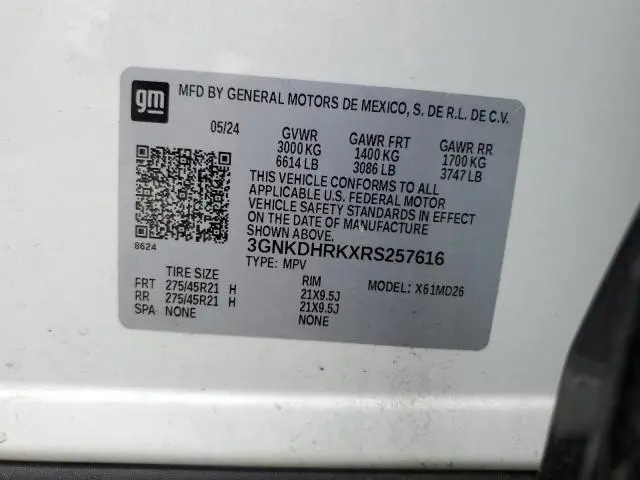 gm
MFD BY GENERAL MOTORS DE MEXICO, S. DE R.L. DE C.V.
05/24 GVWR GAWR FRT GAWR RR
3000 KG 1400 KG 1700 KG
6614 LB 3086 LB 3747 LB
THIS VEHICLE CONFORMS TO ALL
APPLICABLE U.S. FEDERAL MOTOR
VEHICLE SAFETY STANDARDS IN EFFECT
ON THE DATE OF MANUFACTURE
SHOWN ABOVE.
8624
3GNKDHRKXRS257616
TYPE: MPV
TIRE SIZE RIM MODEL: X61MD26
FRT 275/45R21 H 21X9.5J
RR 275/45R21 H 21X9.5J
SPA NONE NONE